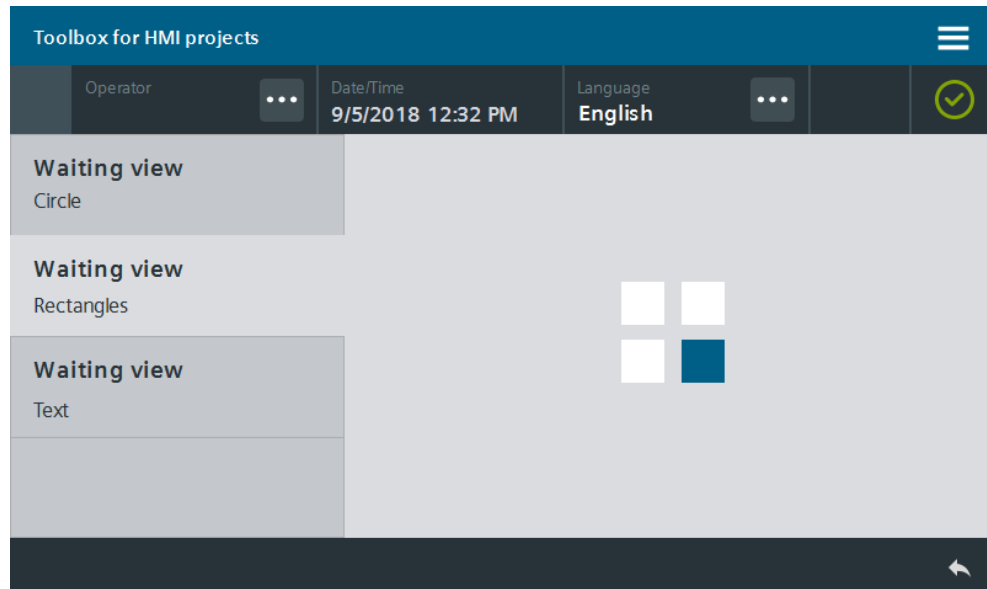 Toolbox for HMI projects
Operator
Date/Time
9/5/2018 12:32 PM
Language
English
Waiting view
Circle
Waiting view
Rectangles
Waiting view
Text